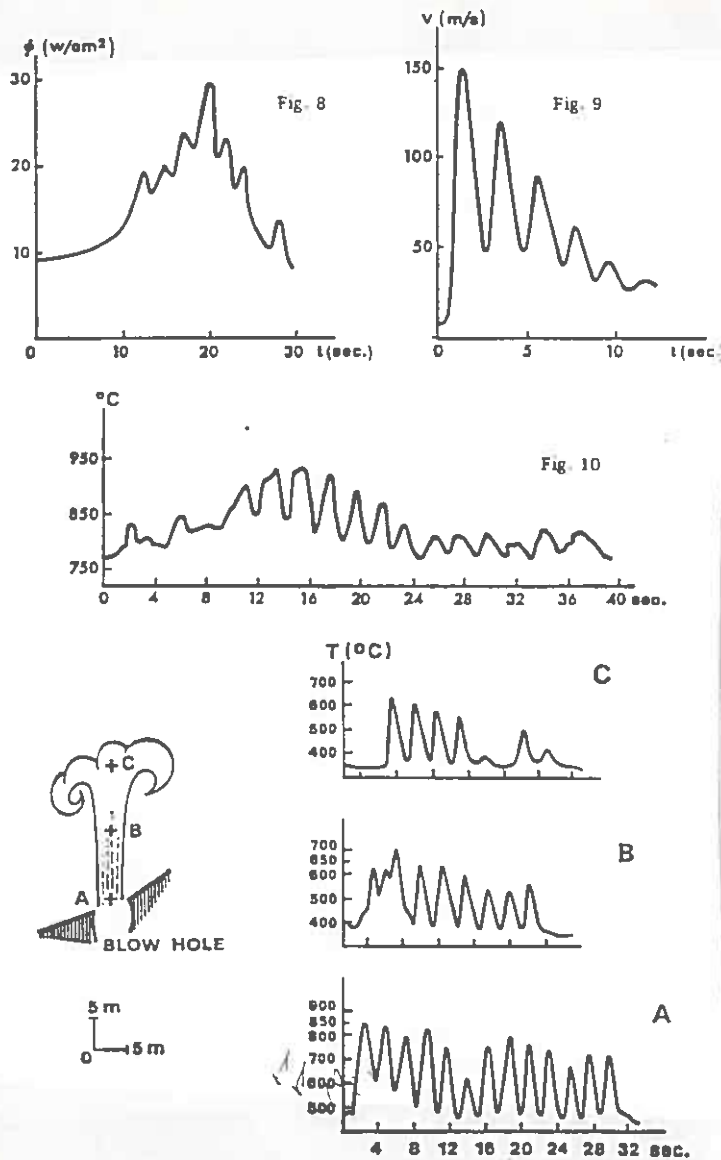 ϕ (w/cm²)
30
20
10
0 10 20 30 t(sec.)
Fig. 8
V (m/s)
150
100
50
0 5 10 t(sec
Fig. 9
°C
950
850
750
0 4 8 12 16 20 24 28 32 36 40 sec.
Fig. 10
T (°C)
C
700
600
500
400
B
700
650
600
500
400
A
900
850
800
700
600
500
4 8 12 16 20 24 28 32 sec.
+ C
+ B
A +
BLOW HOLE
5 m
0 5 m